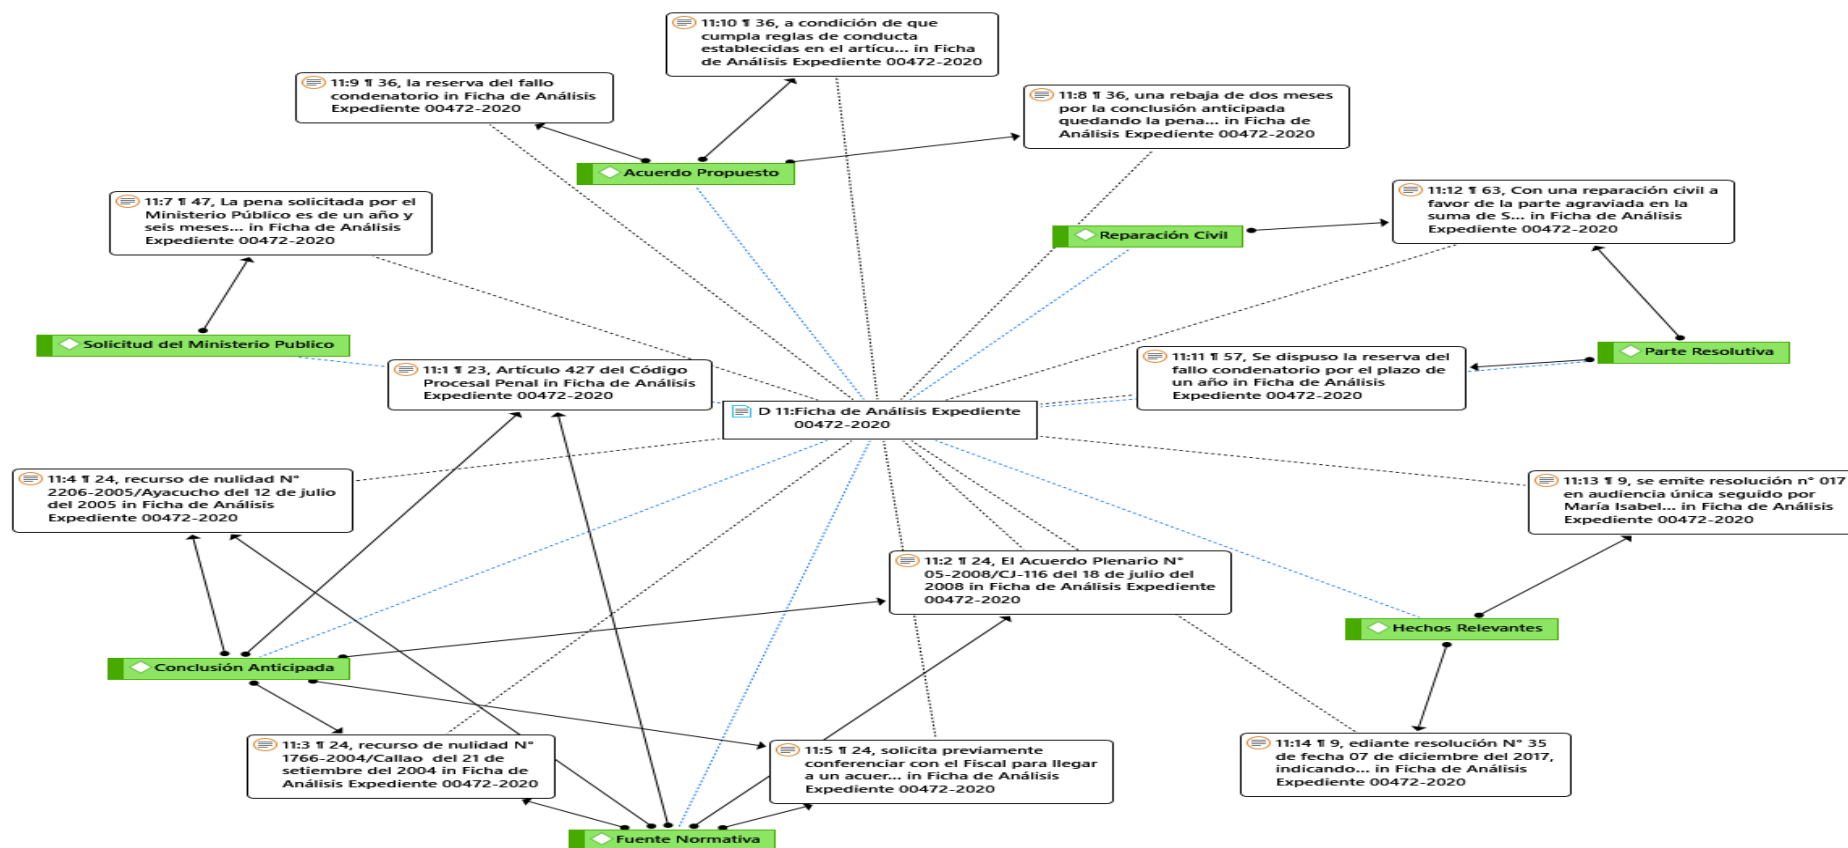 11:10 ¶ 36, a condición de que
cumpla reglas de conducta
establecidas en el artícu... in Ficha
de Análisis Expediente 00472-2020
11:9 ¶ 36, la reserva del fallo
condenatorio in Ficha de Análisis
Expediente 00472-2020
11:8 ¶ 36, una rebaja de dos meses
por la conclusión anticipada
quedando la pena... in Ficha de
Análisis Expediente 00472-2020
Acuerdo Propuesto
11:7 ¶ 47, La pena solicitada por el
Ministerio Público es de un año y
seis meses... in Ficha de Análisis
Expediente 00472-2020
11:12 ¶ 63, Con una reparación civil a
favor de la parte agraviada en la
suma de S... in Ficha de Análisis
Expediente 00472-2020
Reparación Civil
Solicitud del Ministerio Publico
11:1 ¶ 23, Artículo 427 del Código
Procesal Penal in Ficha de Análisis
Expediente 00472-2020
11:11 ¶ 57, Se dispuso la reserva del
fallo condenatorio por el plazo de
un año in Ficha de Análisis
Expediente 00472-2020
Parte Resolutiva
D 11:Ficha de Análisis Expediente
00472-2020
11:4 ¶ 24, recurso de nulidad N°
2206-2005/Ayacucho del 12 de julio
del 2005 in Ficha de Análisis
Expediente 00472-2020
11:13 ¶ 9, se emite resolución n° 017
en audiencia única seguido por
María Isabel... in Ficha de Análisis
Expediente 00472-2020
11:2 ¶ 24, El Acuerdo Plenario N°
05-2008/CJ-116 del 18 de julio del
2008 in Ficha de Análisis Expediente
00472-2020
Hechos Relevantes
Conclusión Anticipada
11:3 ¶ 24, recurso de nulidad N°
1766-2004/Callao del 21 de
setiembre del 2004 in Ficha de
Análisis Expediente 00472-2020
11:5 ¶ 24, solicita previamente
conferenciar con el Fiscal para llegar
a un acuer... in Ficha de Análisis
Expediente 00472-2020
11:14 ¶ 9, ediante resolución N° 35
de fecha 07 de diciembre del 2017,
indicando... in Ficha de Análisis
Expediente 00472-2020
Fuente Normativa